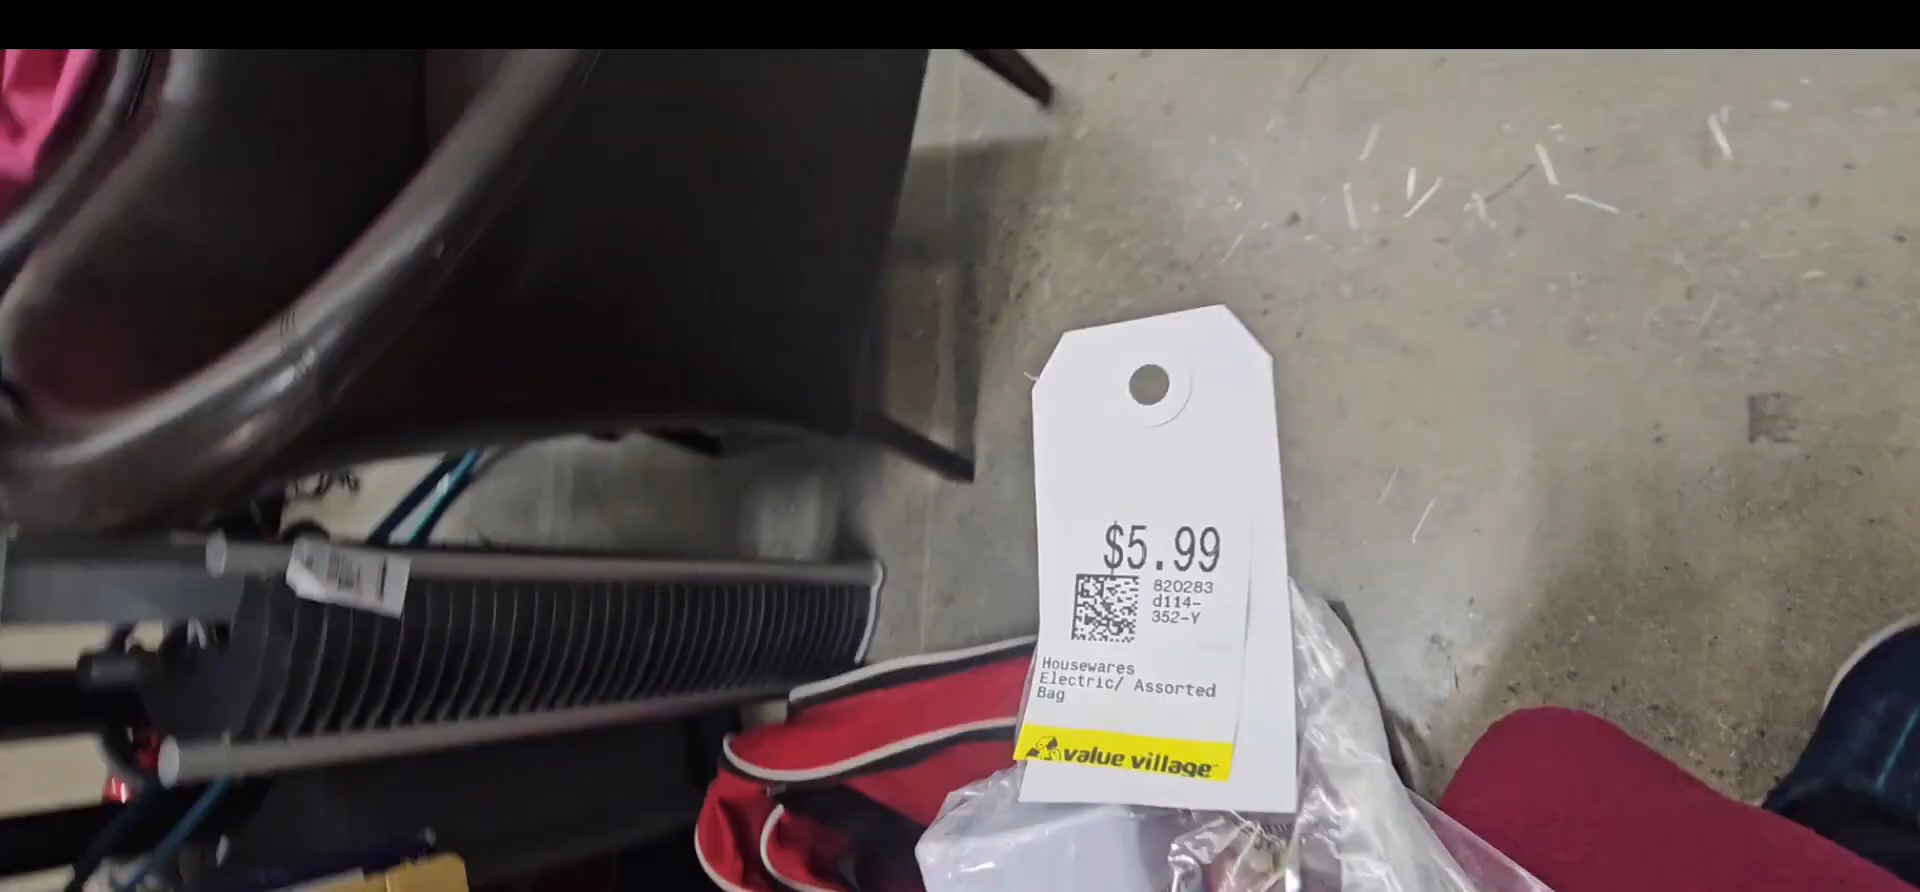 $5.99
820283
d114-
352-Y
Housewares
Electric/ Assorted
Bag
value village